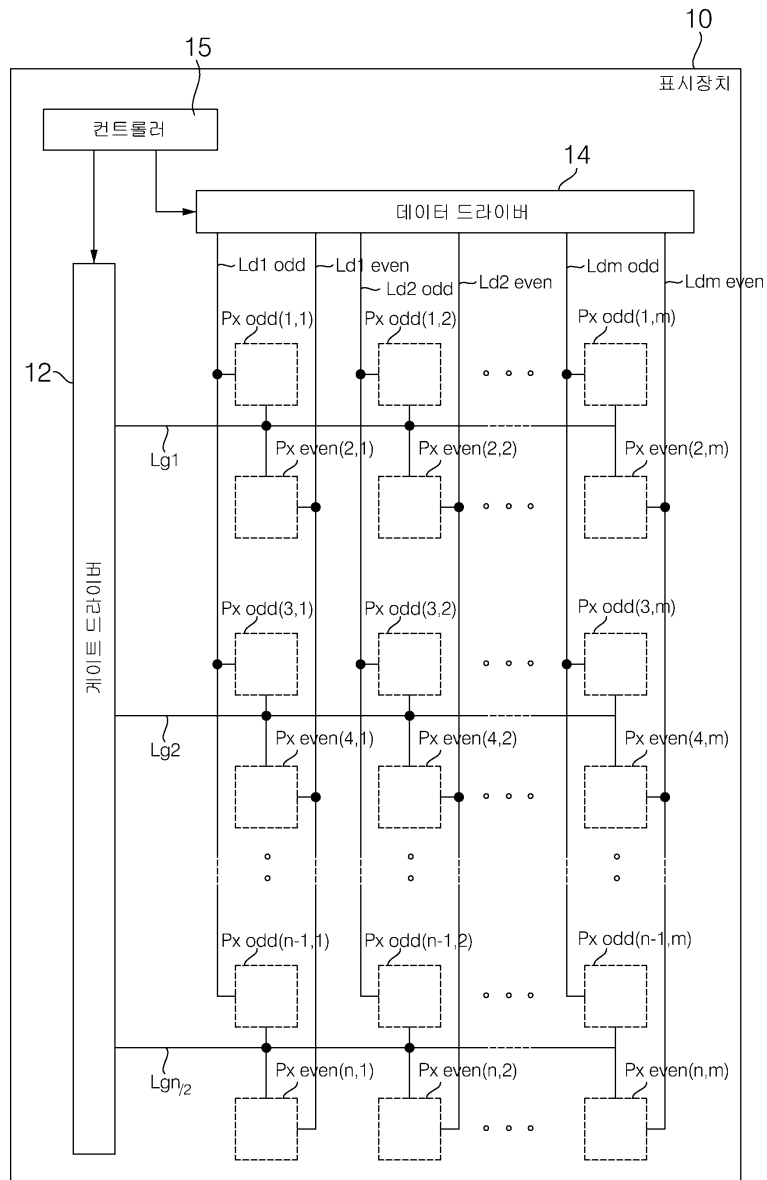 10
15
표시장치
컨트롤러
14
데이터 드라이버
Ld1 odd
Ld1 even
Ld2 odd
Ld2 even
Ldm odd
Ldm even
Px odd(1,1)
Px odd(1,2)
Px odd(1,m)
12
Lg1
Px even(2,1)
Px even(2,2)
Px even(2,m)
게이트 드라이버
Px odd(3,1)
Px odd(3,2)
Px odd(3,m)
Lg2
Px even(4,1)
Px even(4,2)
Px even(4,m)
Px odd(n-1,1)
Px odd(n-1,2)
Px odd(n-1,m)
Lgn/2
Px even(n,1)
Px even(n,2)
Px even(n,m)